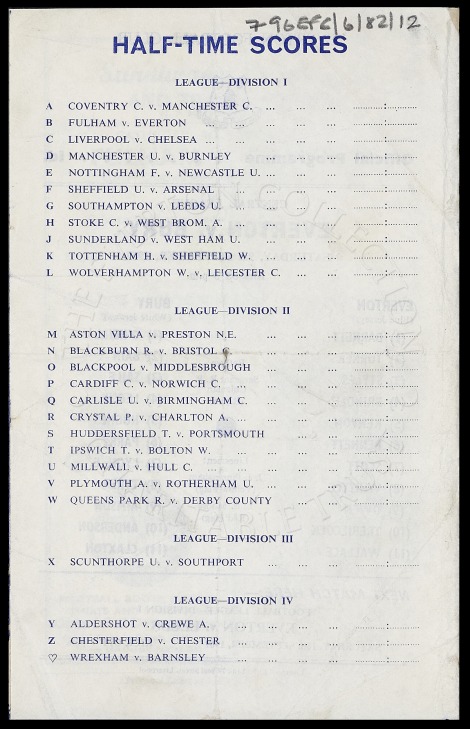 7-96EFC/6/82/12
HALF-TIME SCORES
LEAGUE—DIVISION I
A COVENTRY C. v. MANCHESTER C. ... ... ...
B FULHAM v. EVERTON ... ... ... ...
C LIVERPOOL v. CHELSEA ... ... ... ...
D MANCHESTER U. v. BURNLEY ... ... ...
E NOTTINGHAM F. v. NEWCASTLE U. ... ... ...
F SHEFFIELD U. v. ARSENAL ... ... ...
G SOUTHAMPTON v. LEEDS U. ... ... ...
H STOKE C. v. WEST BROM. A. ... ... ...
J SUNDERLAND v. WEST HAM U. ... ... ...
K TOTTENHAM H. v. SHEFFIELD W. ... ... ...
L WOLVERHAMPTON W. v. LEICESTER C. ... ...
LEAGUE—DIVISION II
M ASTON VILLA v. PRESTON N.E. ... ... ...
N BLACKBURN R. v. BRISTOL C. ... ... ...
O BLACKPOOL v. MIDDLESBROUGH ... ... ...
P CARDIFF C. v. NORWICH C. ... ... ... ...
Q CARLISLE U. v. BIRMINGHAM C. ... ... ...
R CRYSTAL P. v. CHARLTON A. ... ... ...
S HUDDERSFIELD T. v. PORTSMOUTH ... ... ...
T IPSWICH T. v. BOLTON W. ... ... ... ...
U MILLWALL v. HULL C. ... ... ... ...
V PLYMOUTH A. v. ROTHERHAM U. ... ... ...
W QUEENS PARK R. v. DERBY COUNTY ... ...
LEAGUE—DIVISION III
X SCUNTHORPE U. v. SOUTHPORT ... ... ...
LEAGUE—DIVISION IV
Y ALDERSHOT v. CREWE A. ... ... ... ...
Z CHESTERFIELD v. CHESTER ... ... ... ...
♡ WREXHAM v. BARNSLEY ... ... ... ...